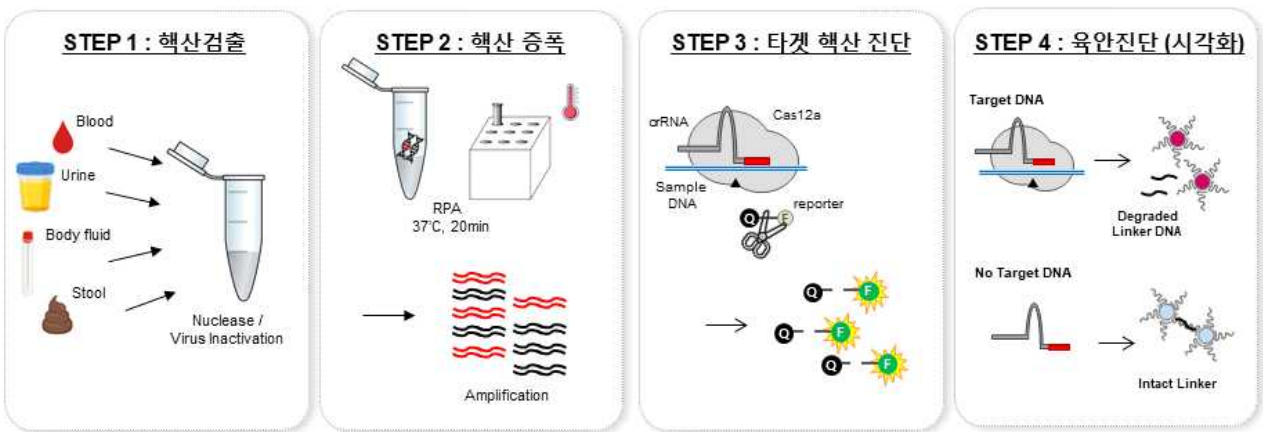 STEP 1 : 핵산검출
Blood
Urine
Body fluid
Stool
Nuclease /
Virus Inactivation
STEP 2 : 핵산 증폭
RPA
37℃, 20min
Amplification
STEP 3 : 타겟 핵산 진단
crRNA
Cas12a
Sample
DNA
reporter
Q
F
Q
F
Q
F
Q
F
STEP 4 : 육안진단 (시각화)
Target DNA
Degraded
Linker DNA
No Target DNA
Intact Linker